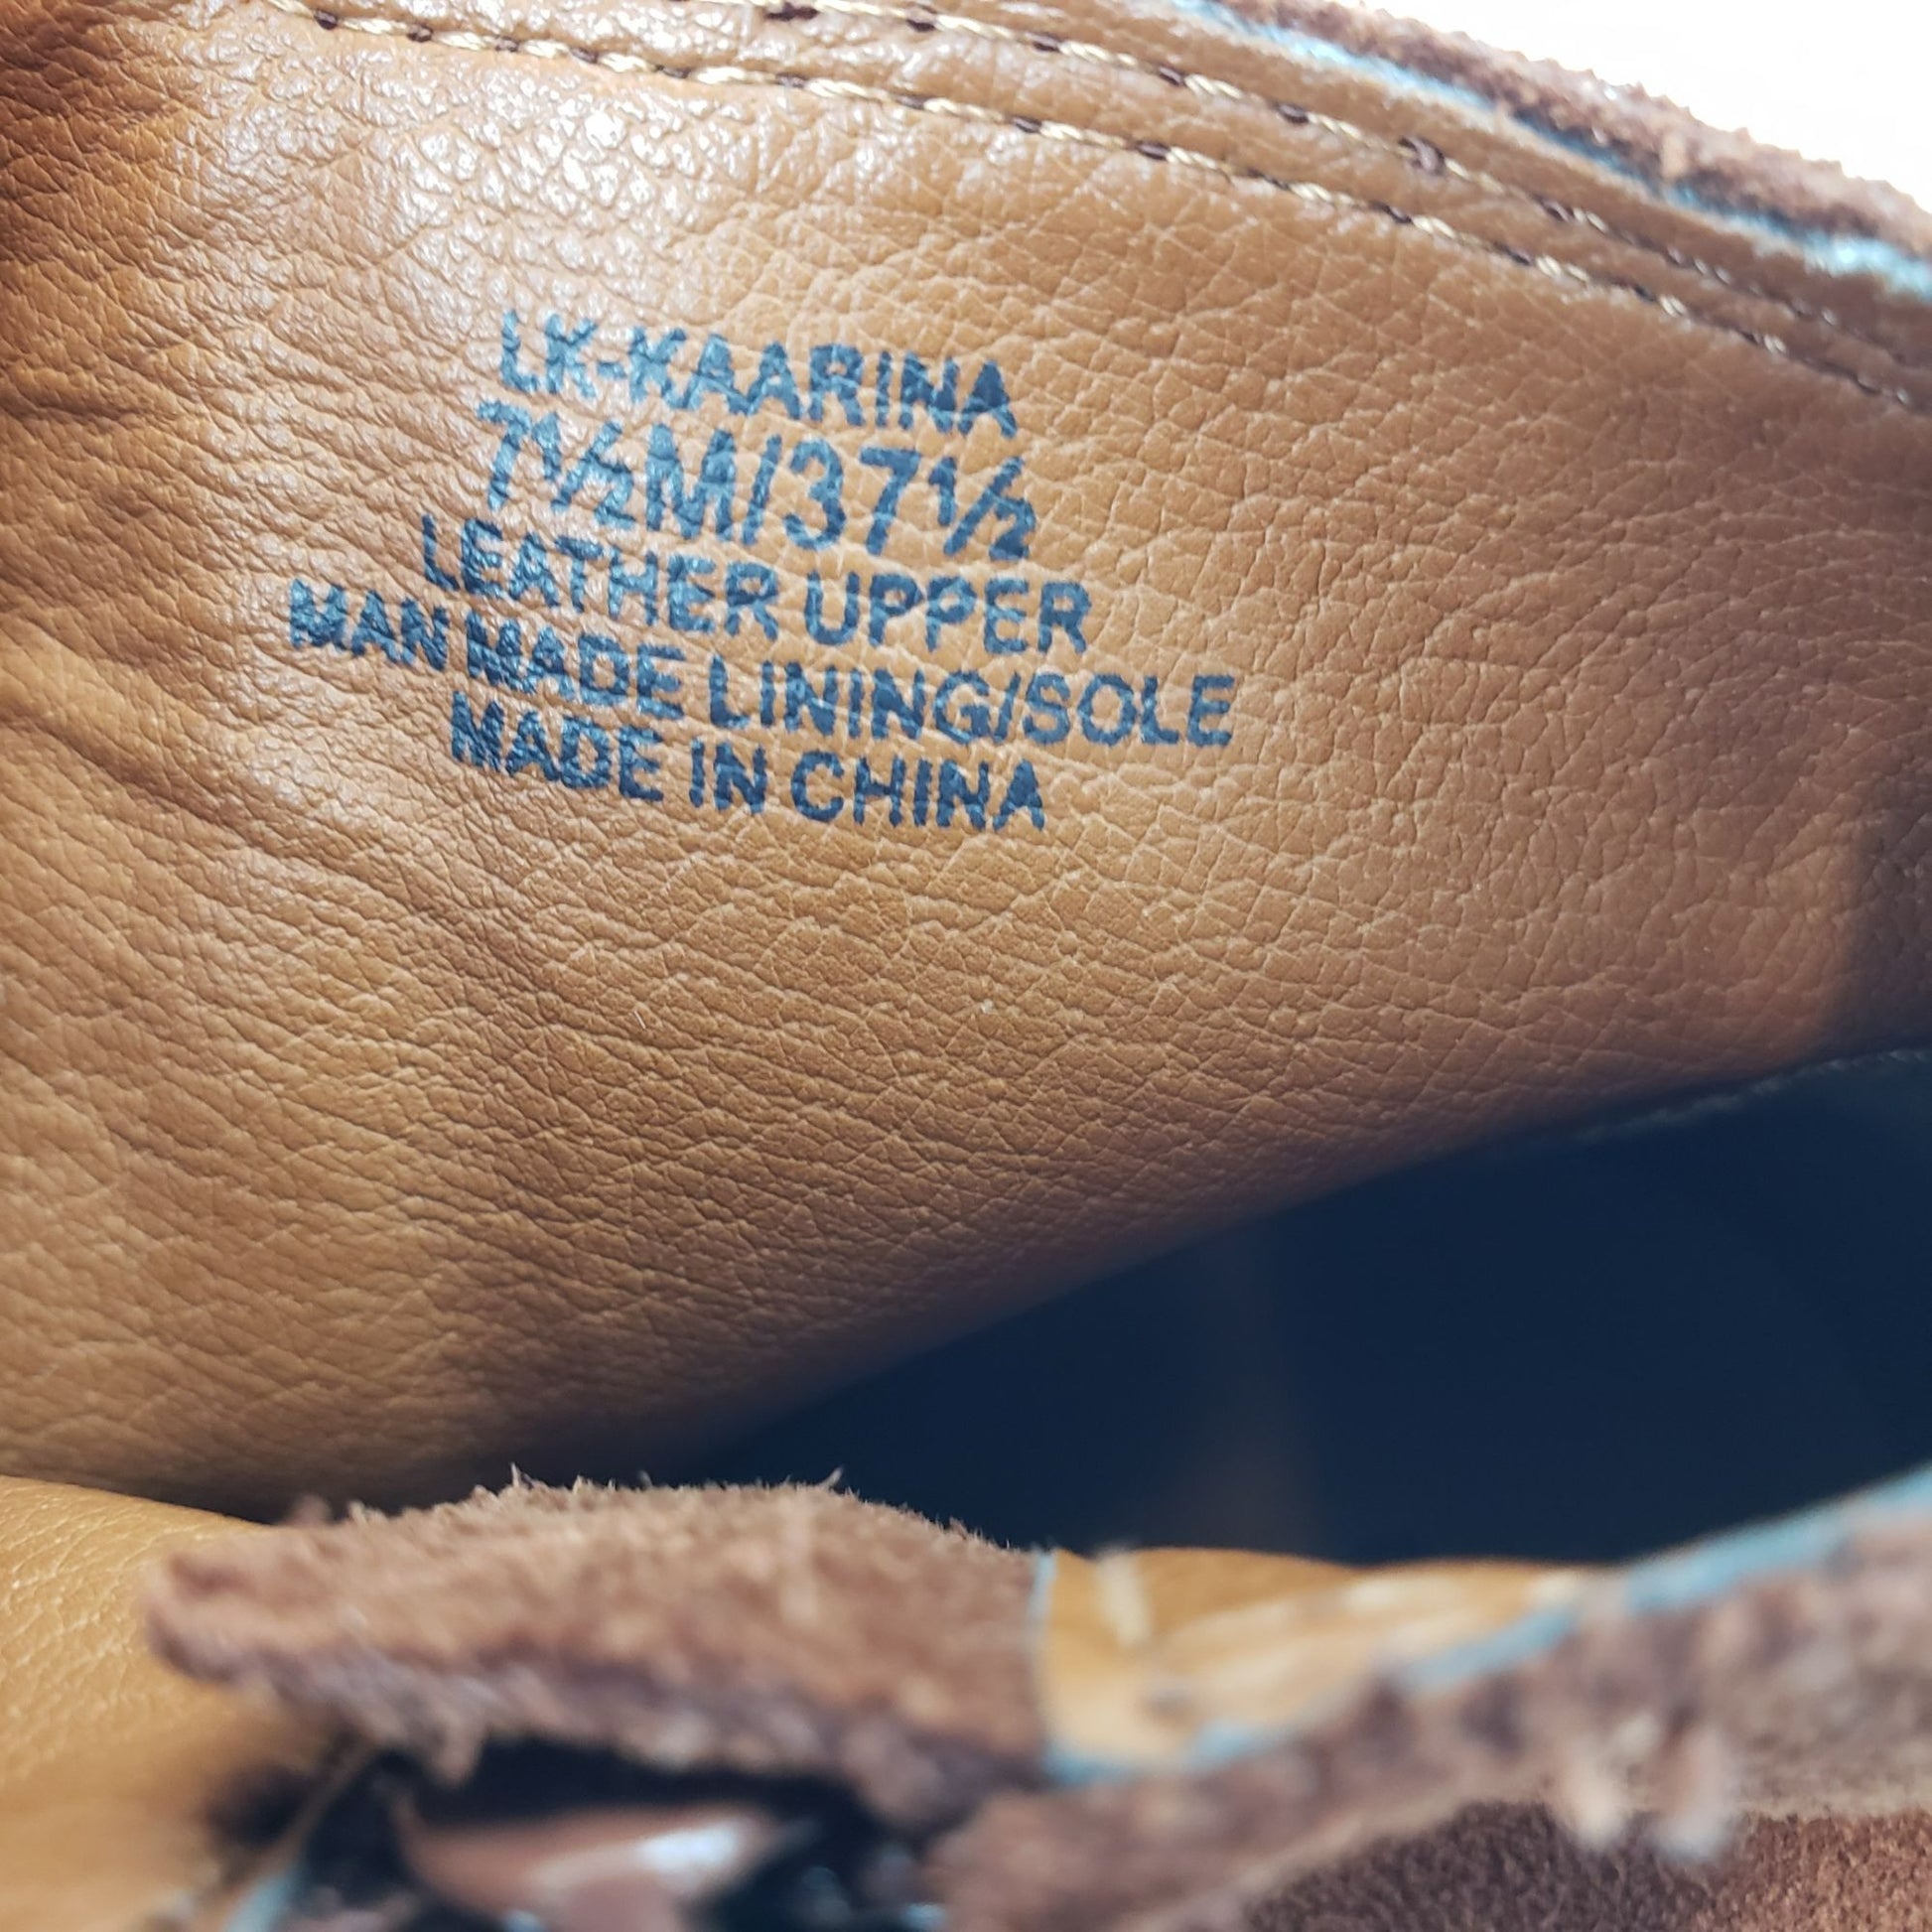 LK-KAARINA
7½M/37½
LEATHER UPPER
MAN MADE LINING/SOLE
MADE IN CHINA